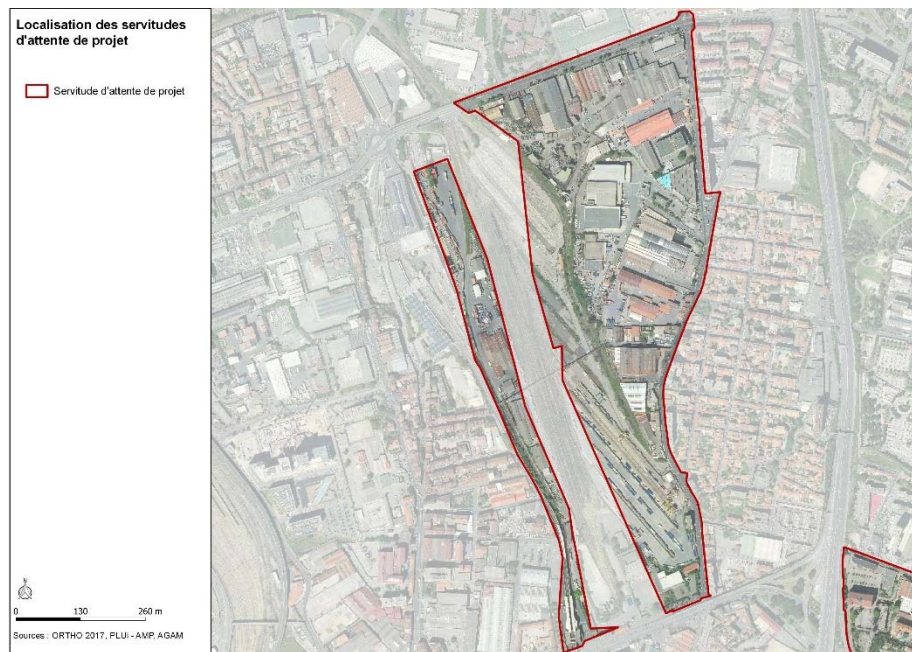 Localisation des servitudes
d'attente de projet
Servitude d'attente de projet
N
0 130 260 m
Sources : ORTHO 2017, PLUi - AMP, AGAM